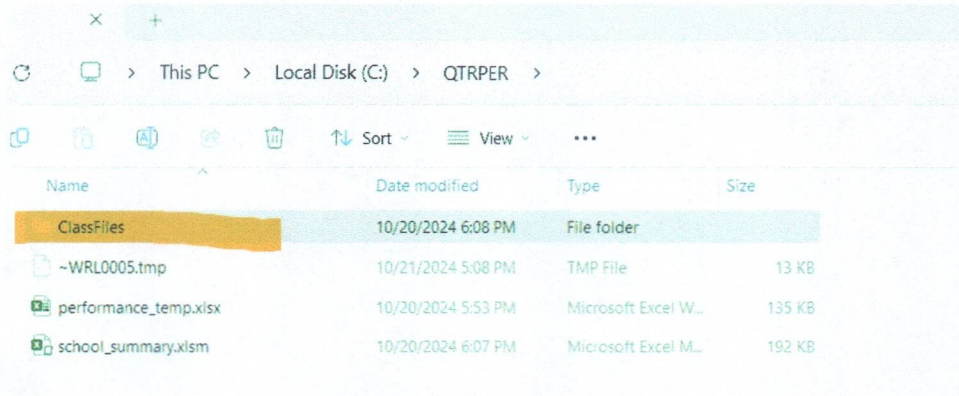 This PC > Local Disk (C:) > QTRPER >
Sort View ...
Name Date modified Type Size
ClassFiles 10/20/2024 6:08 PM File folder
~WRL0005.tmp 10/21/2024 5:08 PM TMP File 13 KB
performance_temp.xlsx 10/20/2024 5:53 PM Microsoft Excel W... 135 KB
school_summary.xlsm 10/20/2024 6:07 PM Microsoft Excel M... 192 KB